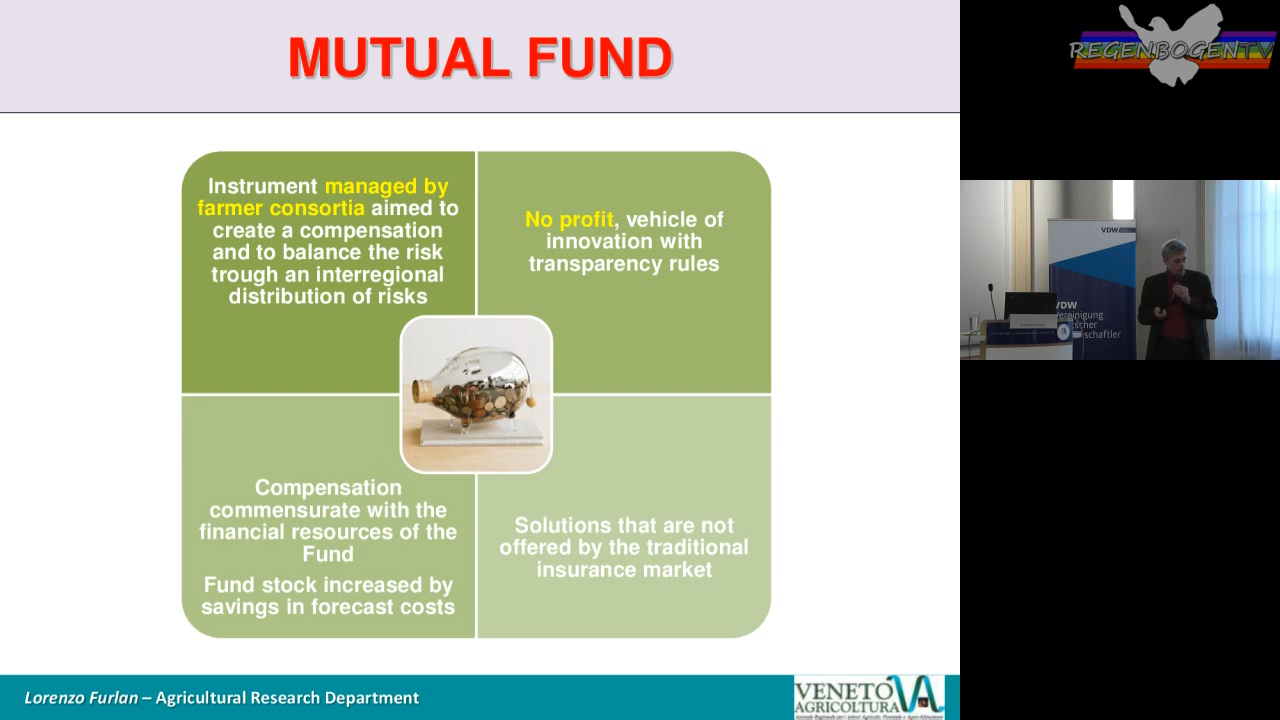 MUTUAL FUND
Instrument managed by
farmer consortia aimed to
create a compensation
and to balance the risk
trough an interregional
distribution of risks
No profit, vehicle of
innovation with
transparency rules
Compensation
commensurate with the
financial resources of the
Fund
Fund stock increased by
savings in forecast costs
Solutions that are not
offered by the traditional
insurance market
Lorenzo Furlan – Agricultural Research Department
VENETO
AGRICOLTURA
REGENBOGENTV
VDW
VDW